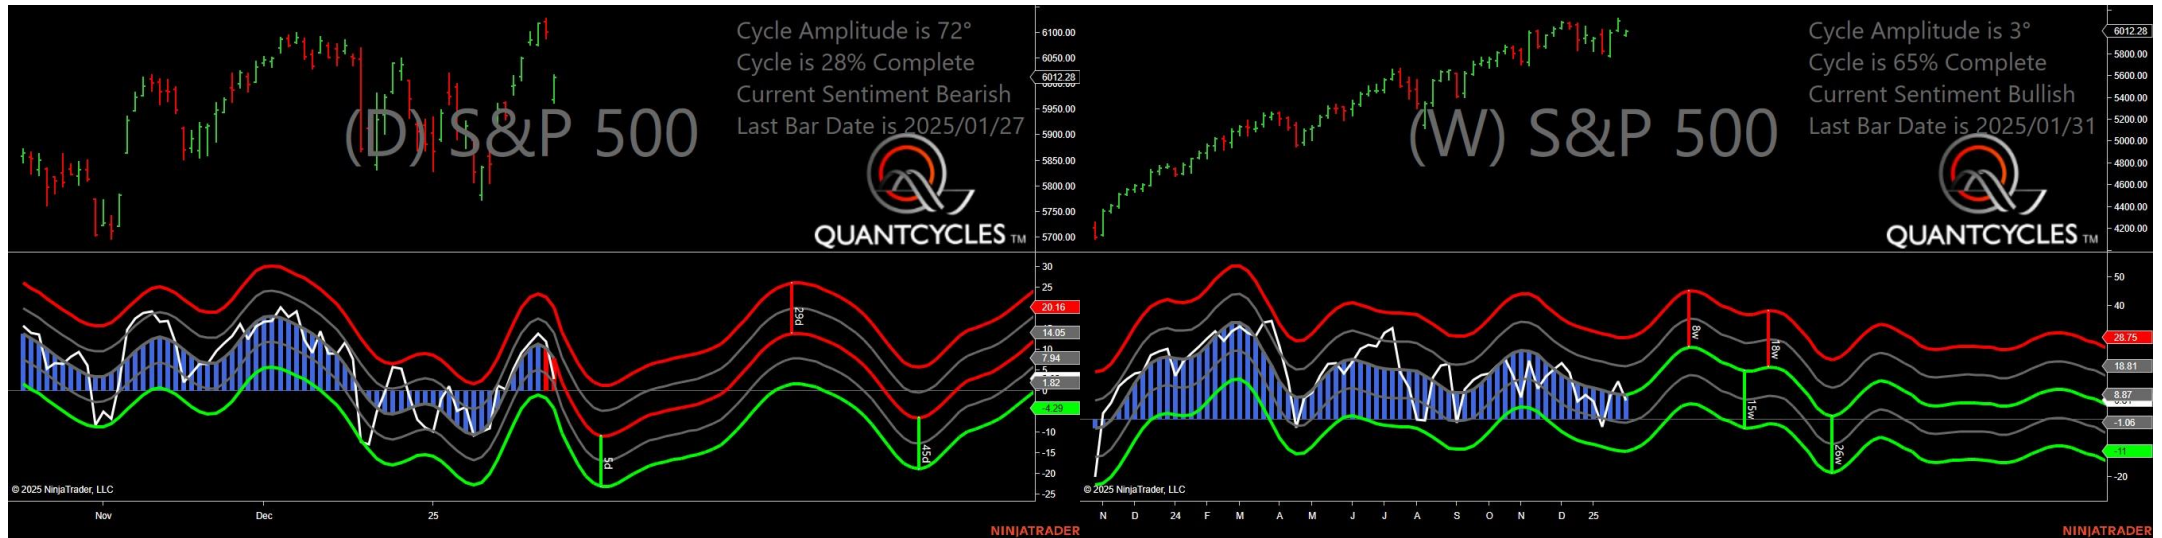 Cycle Amplitude is 72°
Cycle is 28% Complete
Current Sentiment Bearish
Last Bar Date is 2025/01/27
(D) S&P 500
QUANTCYCLES TM
6100.00
6050.00
6012.28
5950.00
5900.00
5850.00
5800.00
5750.00
5700.00
30
25
20.16
14.05
10
7.94
5
0
1.82
-4.29
-10
-15
-20
-25
29d
5d
45d
© 2025 NinjaTrader, LLC
Nov
Dec
25
NINJATRADER
Cycle Amplitude is 3°
Cycle is 65% Complete
Current Sentiment Bullish
Last Bar Date is 2025/01/31
(W) S&P 500
QUANTCYCLES TM
6012.28
5800.00
5600.00
5400.00
5200.00
5000.00
4800.00
4600.00
4400.00
4200.00
50
40
28.75
18.81
8.87
-1.06
-11
-20
8w
18w
15w
26w
© 2025 NinjaTrader, LLC
N D 24 F M A M J J A S O N D 25
NINJATRADER